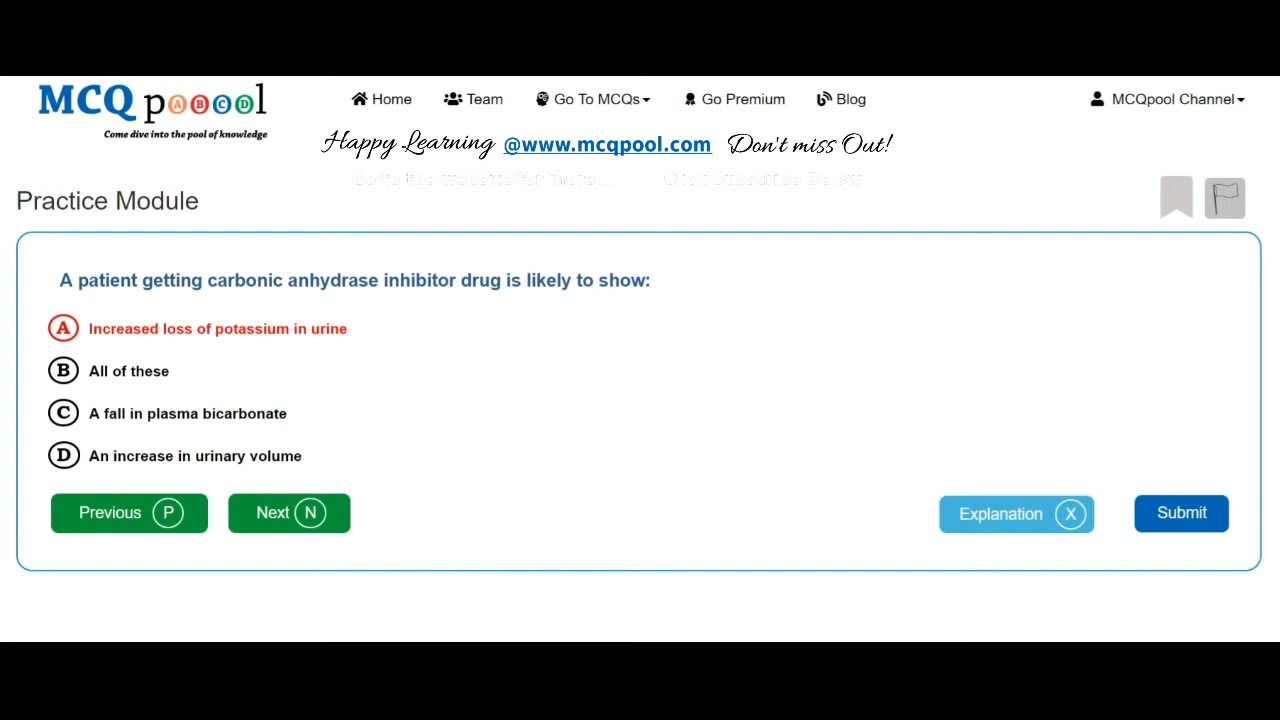 MCQ pooool
Come dive into the pool of knowledge
Home Team Go To MCQs Go Premium Blog MCQpool Channel
Happy Learning @www.mcqpool.com Don't miss Out!
Practice Module
A patient getting carbonic anhydrase inhibitor drug is likely to show:
A Increased loss of potassium in urine
B All of these
C A fall in plasma bicarbonate
D An increase in urinary volume
Previous P Next N Explanation X Submit